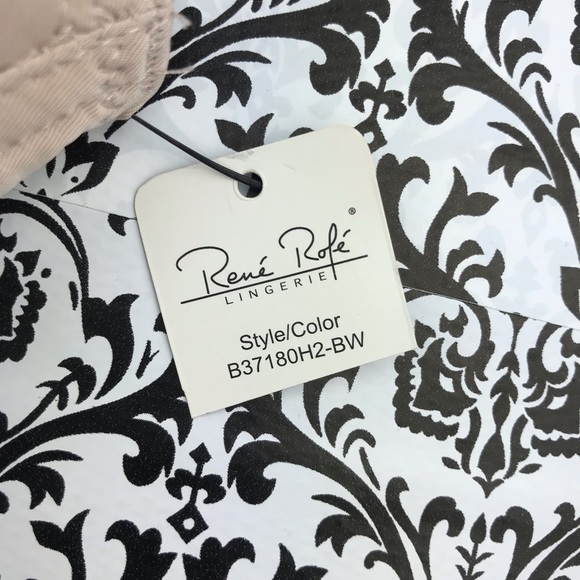 René Rofé®
LINGERIE
Style/Color
B37180H2-BW